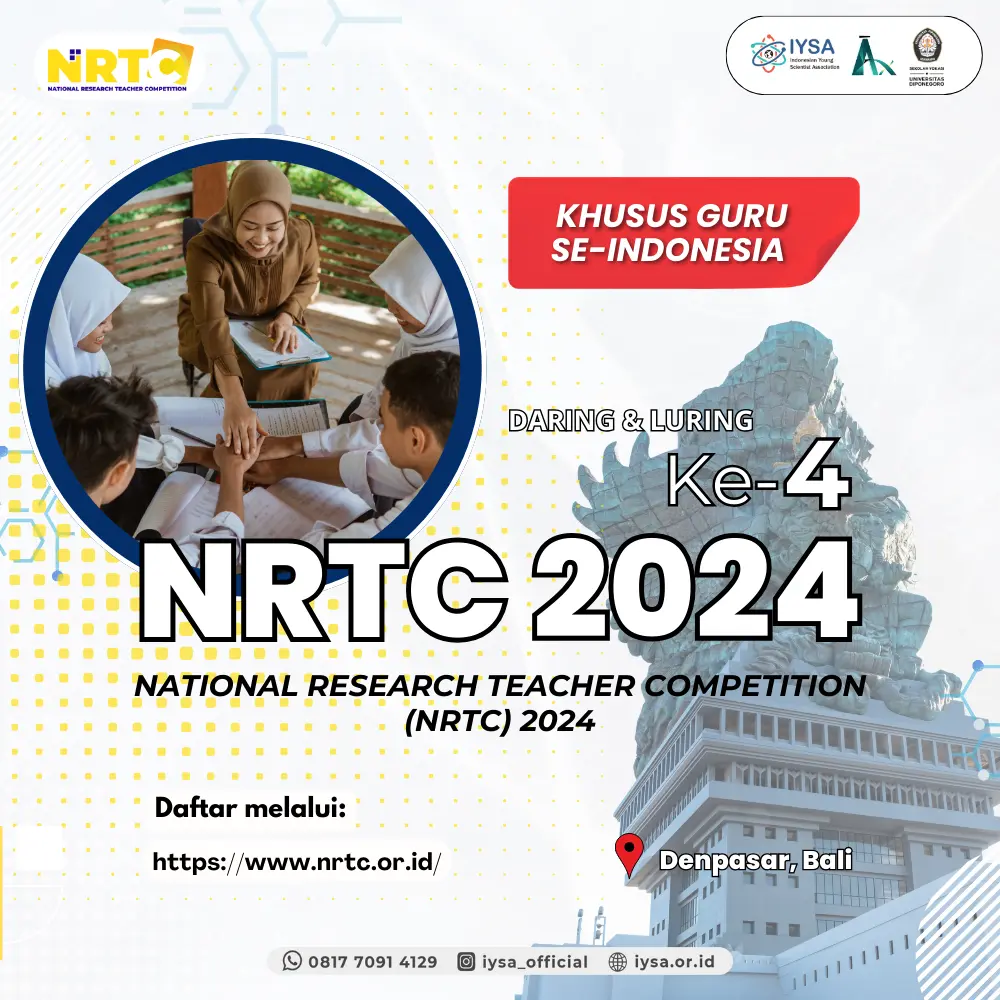 NRTC
NATIONAL RESEARCH TEACHER COMPETITION
IYSA
Indonesian Young
Scientist Association
SEKOLAH VOKASI
UNIVERSITAS
DIPONEGORO
KHUSUS GURU
SE-INDONESIA
DARING & LURING
Ke-4
NRTC 2024
NATIONAL RESEARCH TEACHER COMPETITION
(NRTC) 2024
Daftar melalui:
https://www.nrtc.or.id/
Denpasar, Bali
0817 7091 4129
iysa_official
iysa.or.id